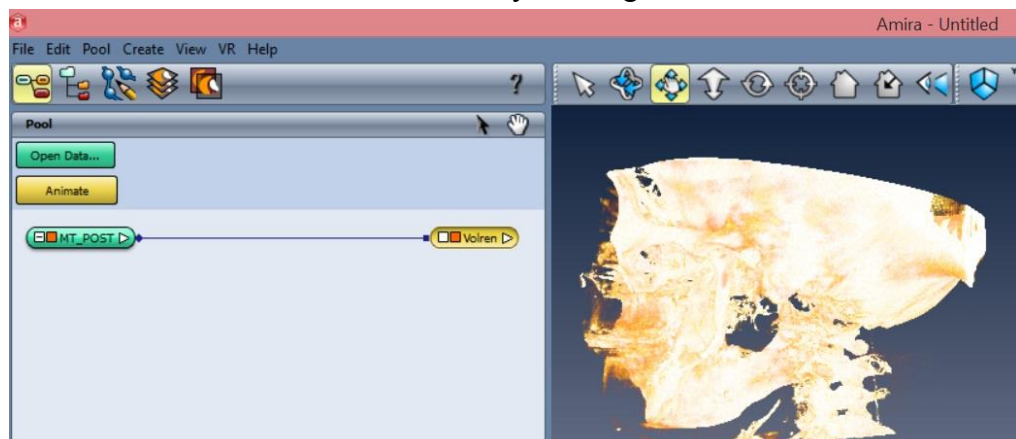 Amira - Untitled
File Edit Pool Create View VR Help
?
Pool
Open Data...
Animate
MT_POST
Volren